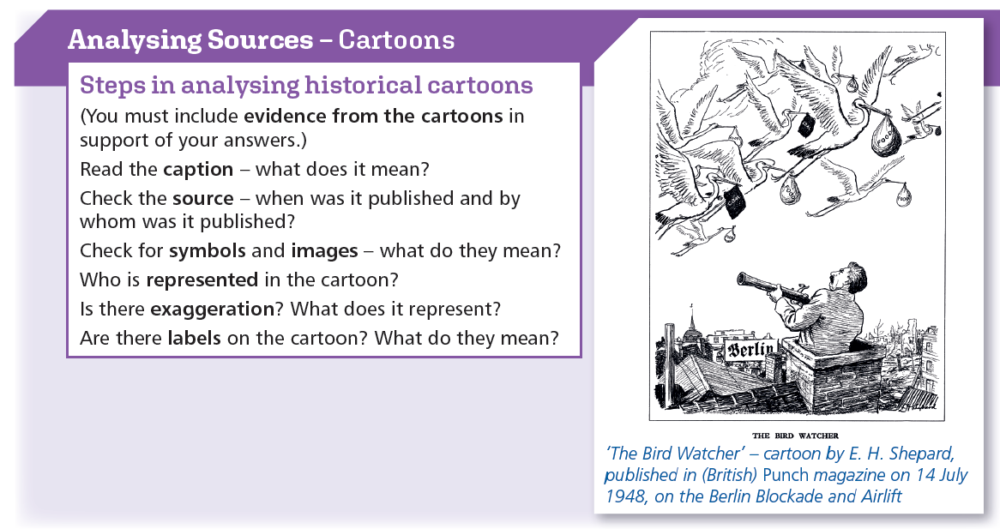 Analysing Sources – Cartoons
Steps in analysing historical cartoons
(You must include evidence from the cartoons in
support of your answers.)
Read the caption – what does it mean?
Check the source – when was it published and by
whom was it published?
Check for symbols and images – what do they mean?
Who is represented in the cartoon?
Is there exaggeration? What does it represent?
Are there labels on the cartoon? What do they mean?
FOOD
Berlin
THE BIRD WATCHER
‘The Bird Watcher’ – cartoon by E. H. Shepard,
published in (British) Punch magazine on 14 July
1948, on the Berlin Blockade and Airlift